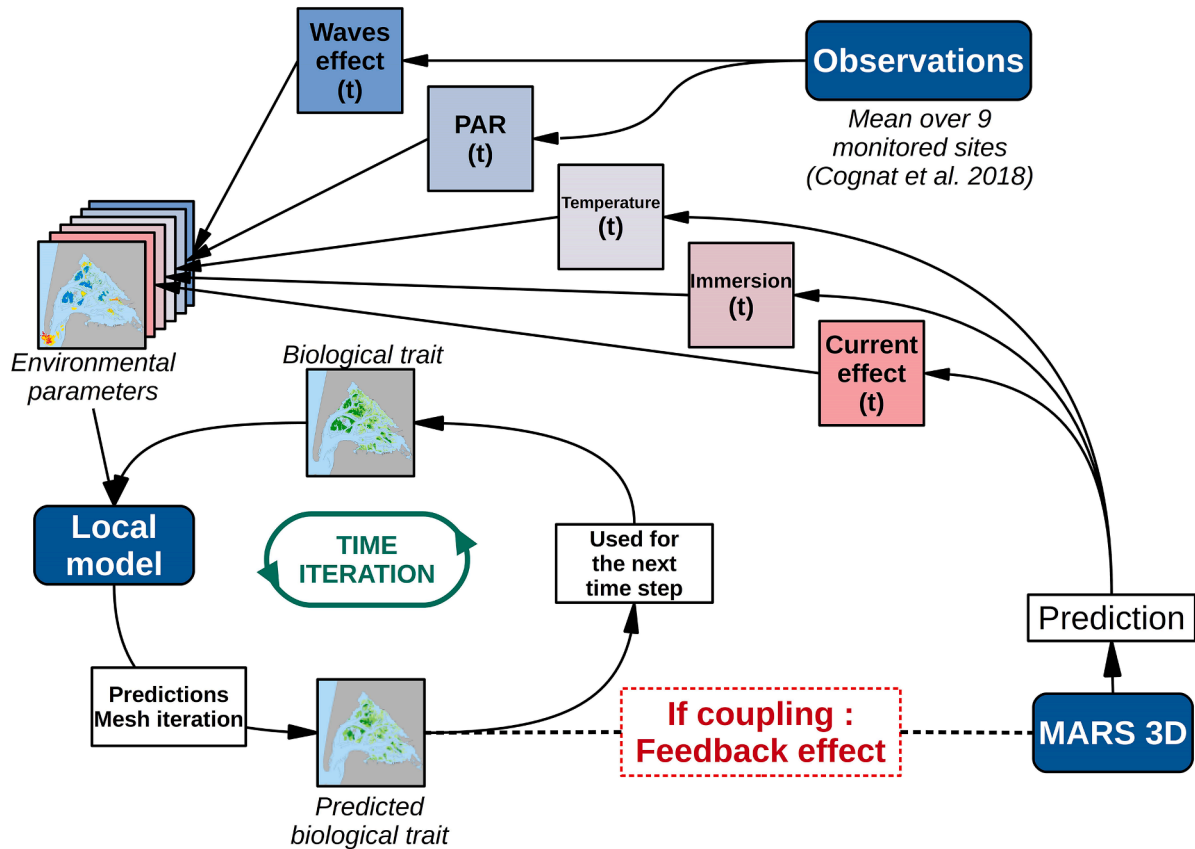 Waves
effect
(t)
Observations
Mean over 9
monitored sites
(Cognat et al. 2018)
PAR
(t)
Temperature
(t)
Immersion
(t)
Current
effect
(t)
Environmental
parameters
Biological trait
Local
model
TIME
ITERATION
Used for
the next
time step
Prediction
Predictions
Mesh iteration
If coupling :
Feedback effect
MARS 3D
Predicted
biological trait